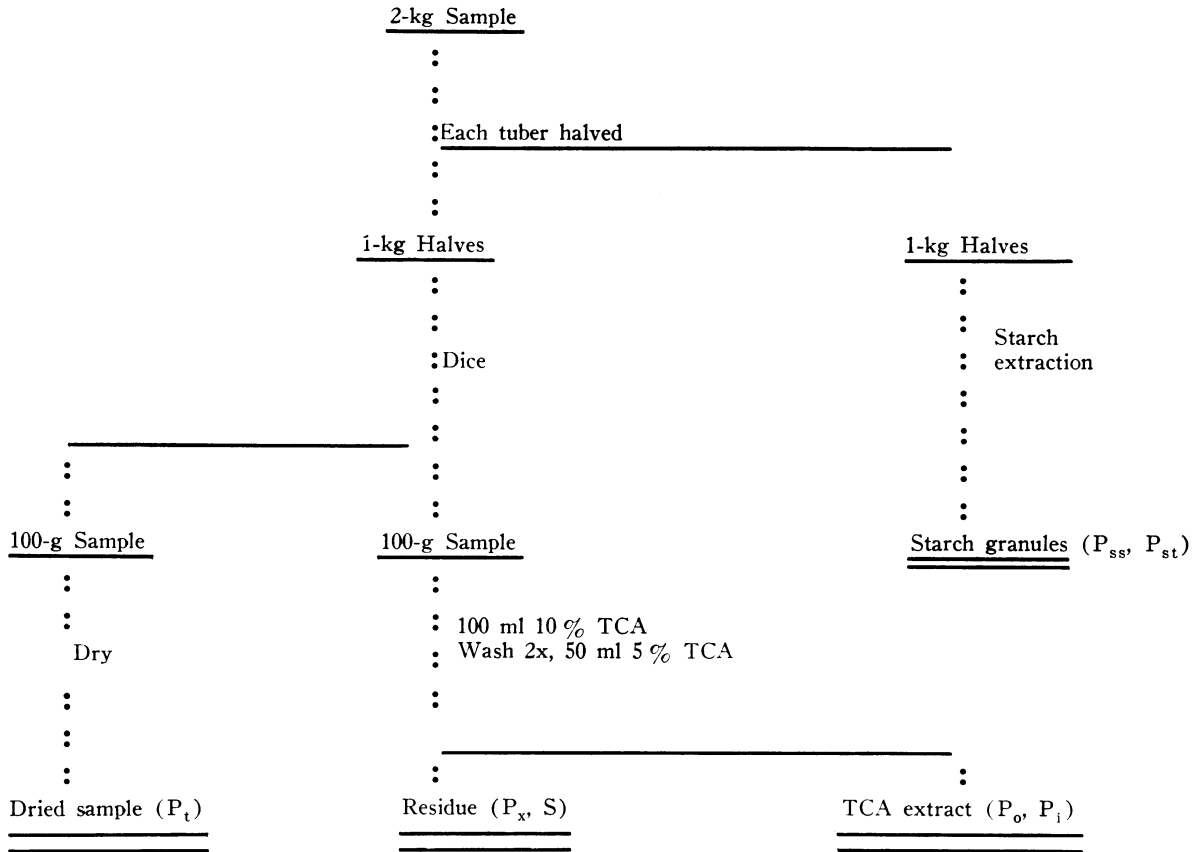 2-kg Sample
Each tuber halved
1-kg Halves
1-kg Halves
Dice
Starch
extraction
100-g Sample
100-g Sample
Starch granules (Pss, Pst)
100 ml 10 % TCA
Wash 2x, 50 ml 5 % TCA
Dry
Dried sample (Pt)
Residue (Px, S)
TCA extract (Po, Pi)